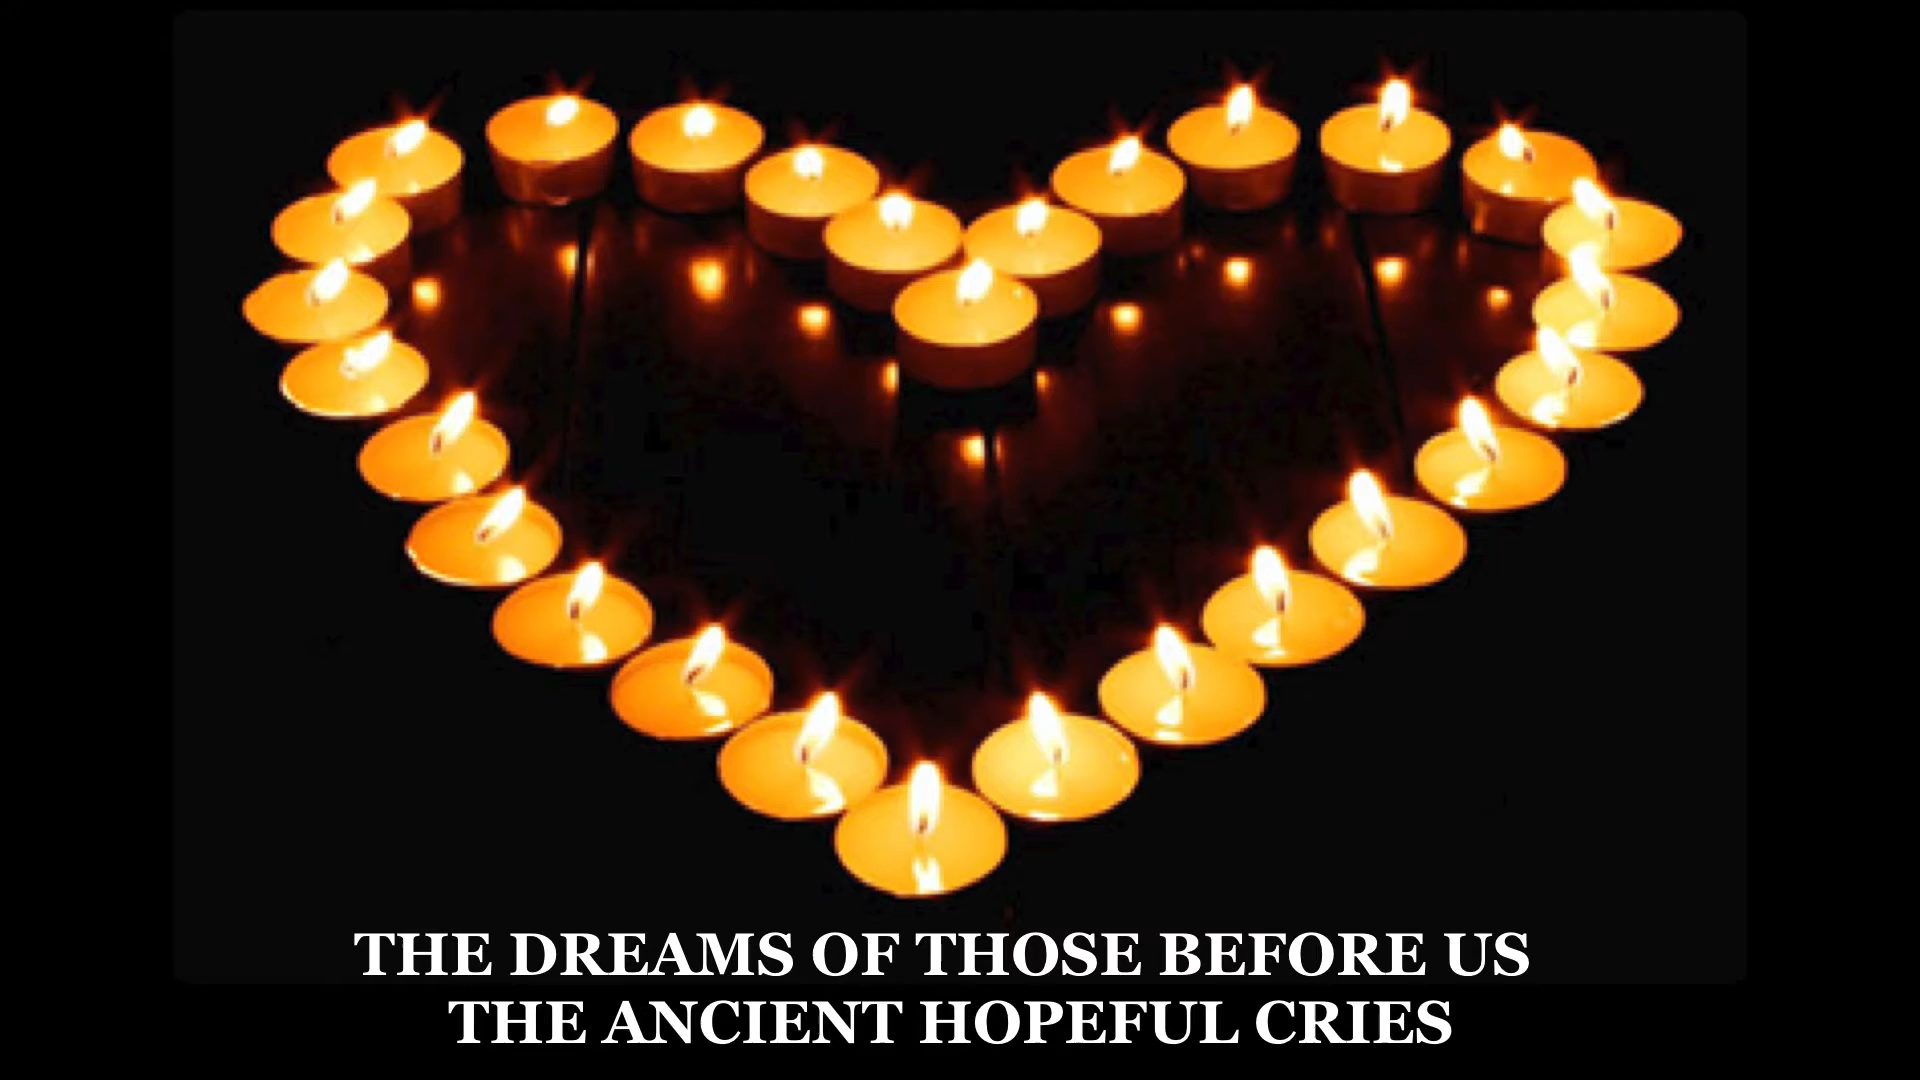 THE DREAMS OF THOSE BEFORE US
THE ANCIENT HOPEFUL CRIES